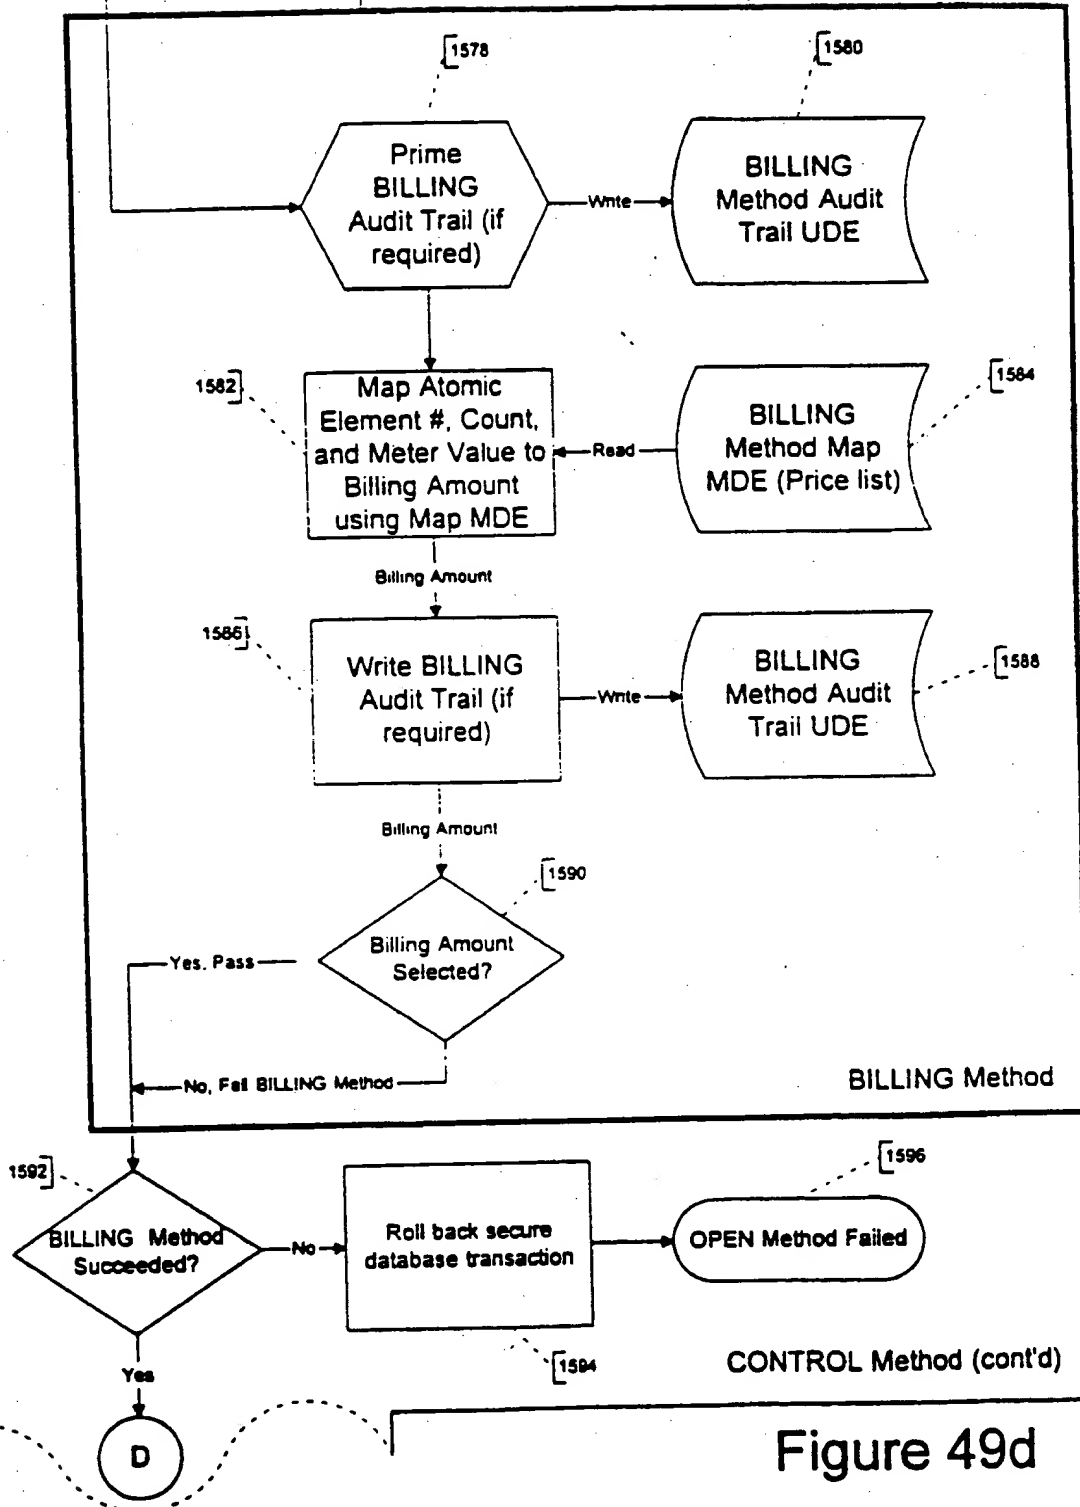 1578
1580
Prime
BILLING
Audit Trail (if
required)
Write
BILLING
Method Audit
Trail UDE
1582
Map Atomic
Element #, Count,
and Meter Value to
Billing Amount
using Map MDE
Read
BILLING
Method Map
MDE (Price list)
1584
Billing Amount
1586
Write BILLING
Audit Trail (if
required)
Write
BILLING
Method Audit
Trail UDE
1588
Billing Amount
1590
Billing Amount
Selected?
Yes, Pass
No, Fail BILLING Method
BILLING Method
1592
BILLING Method
Succeeded?
No
Roll back secure
database transaction
1594
OPEN Method Failed
1596
Yes
CONTROL Method (cont'd)
D
Figure 49d